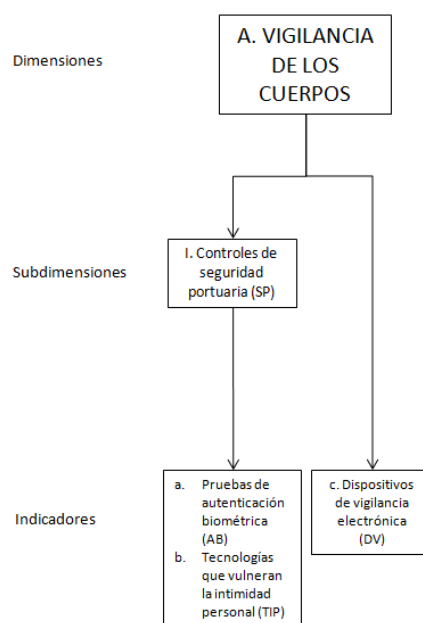 Dimensiones
A. VIGILANCIA
DE LOS
CUERPOS
Subdimensiones
I. Controles de
seguridad
portuaria (SP)
Indicadores
a. Pruebas de
autenticación
biométrica
(AB)
b. Tecnologías
que vulneran
la intimidad
personal (TIP)
c. Dispositivos
de vigilancia
electrónica
(DV)